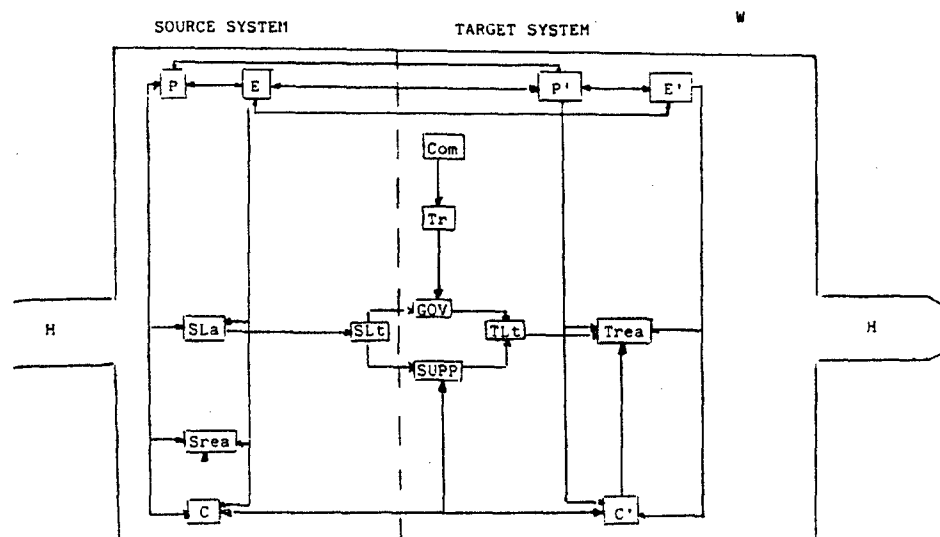 W
SOURCE SYSTEM TARGET SYSTEM
P E P' E'
Com
Tr
GOV
H SLa SLt TLt Trea H
SUPP
Srea
C C'